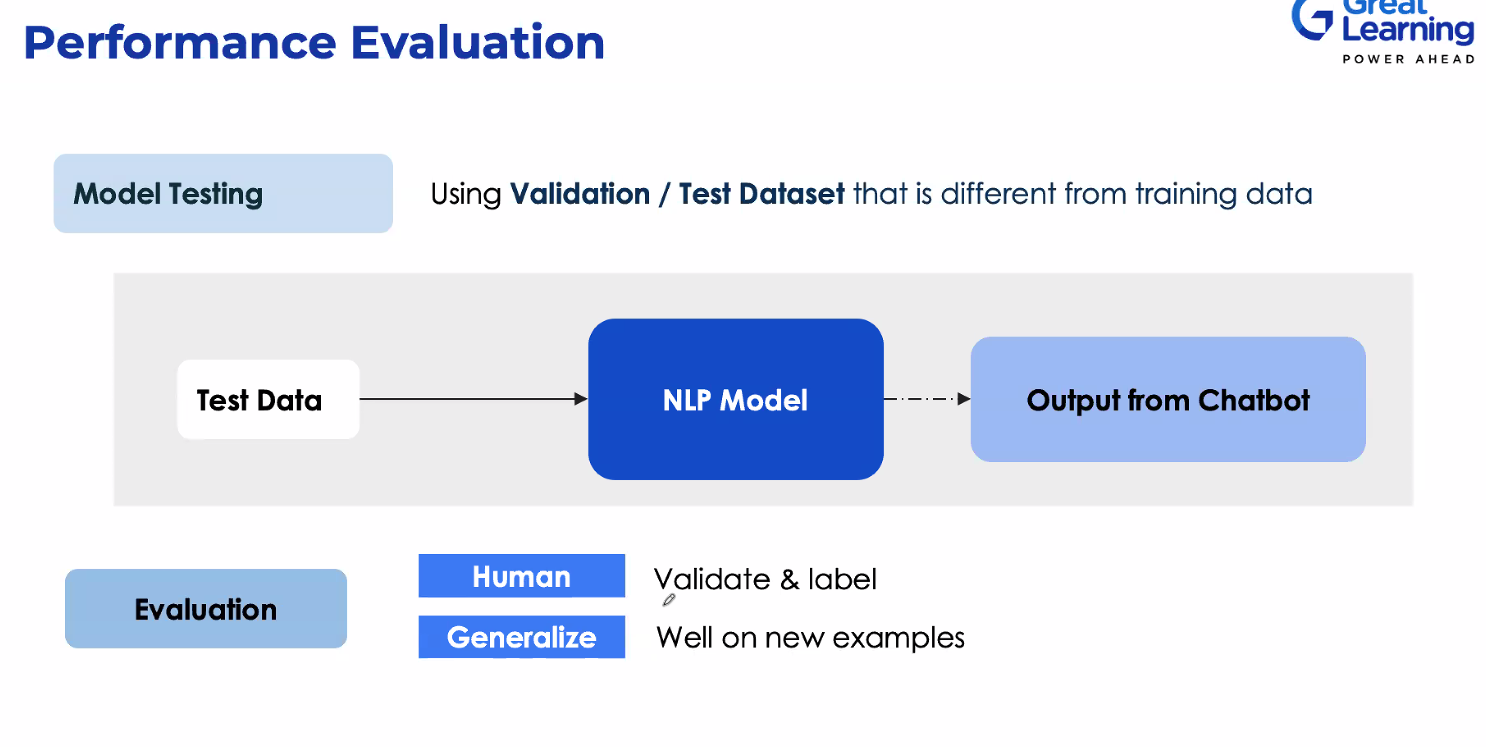 Performance Evaluation
Great
Learning
POWER AHEAD
Model Testing
Using Validation / Test Dataset that is different from training data
Test Data
NLP Model
Output from Chatbot
Evaluation
Human
Validate & label
Generalize
Well on new examples